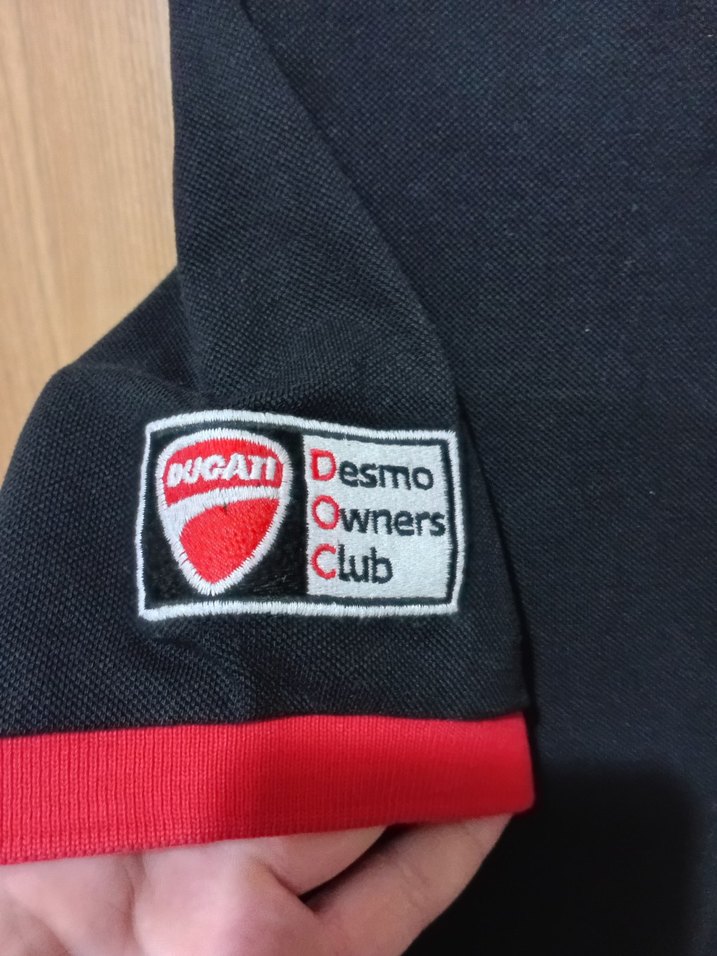 DUCATI
Desmo
Owners
Club